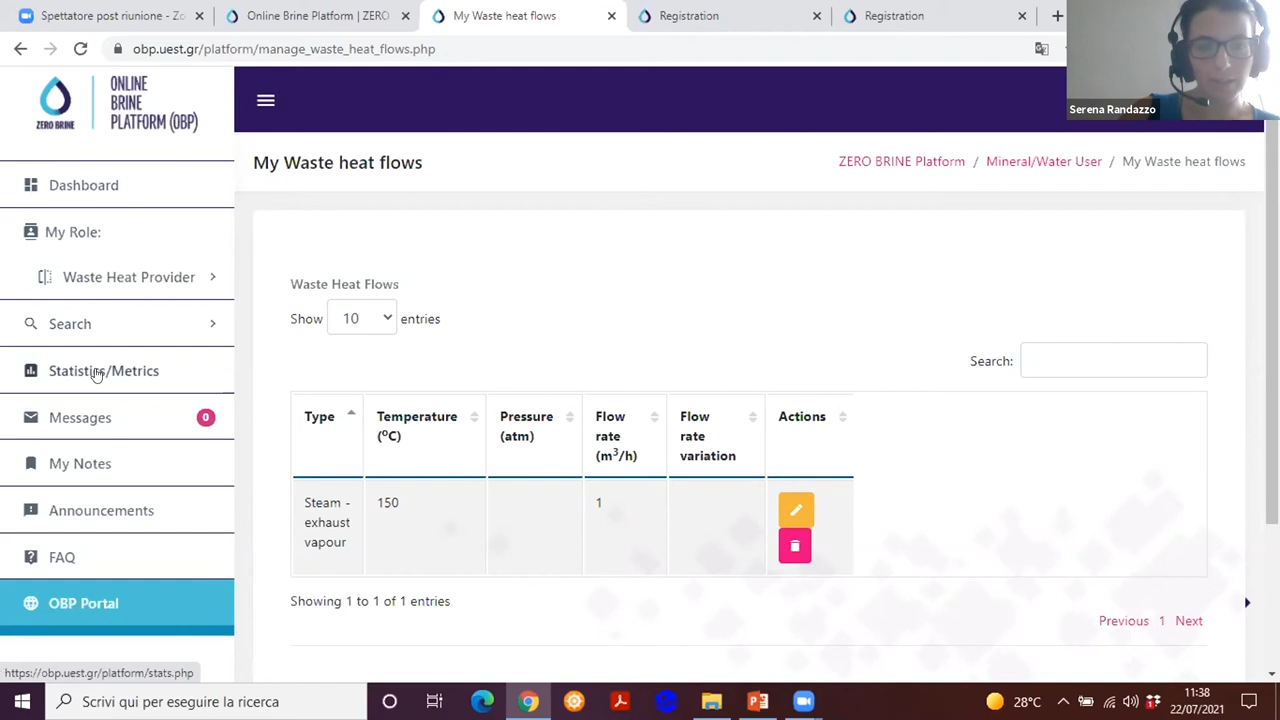 Spettatore post riunione - Zo
Online Brine Platform | ZERO
My Waste heat flows
Registration
Registration
obp.uest.gr/platform/manage_waste_heat_flows.php
Serena Randazzo
ZERO BRINE
ONLINE
BRINE
PLATFORM (OBP)
My Waste heat flows
ZERO BRINE Platform / Mineral/Water User / My Waste heat flows
Dashboard
My Role:
Waste Heat Provider
Search
Statistics/Metrics
Messages 0
My Notes
Announcements
FAQ
OBP Portal
Waste Heat Flows
Show 10 entries
Search:
Type
Temperature
(°C)
Pressure
(atm)
Flow
rate
(m³/h)
Flow
rate
variation
Actions
Steam -
exhaust
vapour
150
1
Showing 1 to 1 of 1 entries
Previous 1 Next
https://obp.uest.gr/platform/stats.php
Scrivi qui per eseguire la ricerca
28°C
11:38
22/07/2021